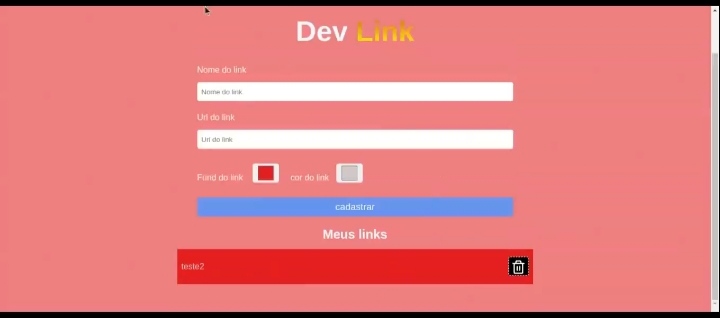 Dev Link
Nome do link
Nome do link
Url do link
Url do link
Fund do link
cor do link
cadastrar
Meus links
teste2